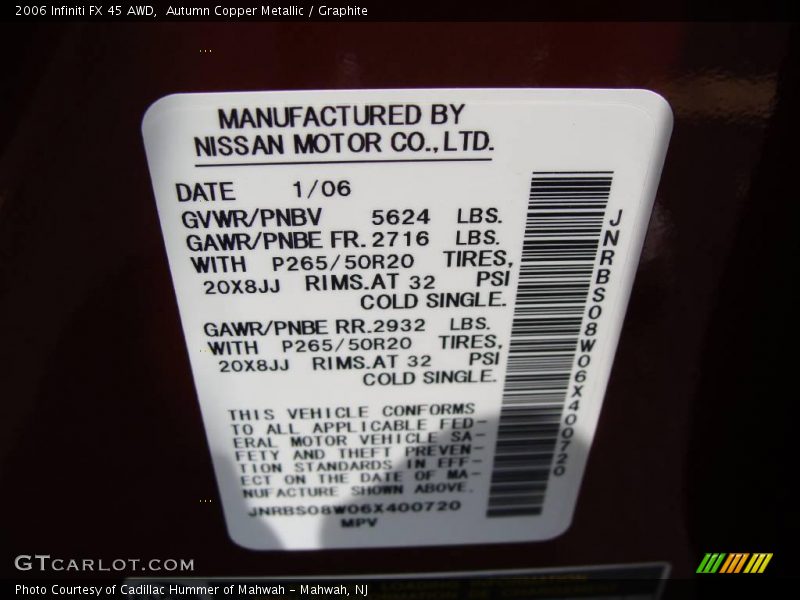 2006 Infiniti FX 45 AWD,  Autumn Copper Metallic / Graphite
MANUFACTURED BY
NISSAN MOTOR CO.,LTD.
DATE 1/06
GVWR/PNBV 5624 LBS.
GAWR/PNBE FR. 2716 LBS.
WITH P265/50R20 TIRES,
20X8JJ RIMS.AT 32 PSI
COLD SINGLE.
GAWR/PNBE RR. 2932 LBS.
WITH P265/50R20 TIRES,
20X8JJ RIMS.AT 32 PSI
COLD SINGLE.
THIS VEHICLE CONFORMS
TO ALL APPLICABLE FED-
ERAL MOTOR VEHICLE SA-
FETY AND THEFT PREVEN-
TION STANDARDS IN EFF-
ECT ON THE DATE OF MA-
NUFACTURE SHOWN ABOVE.
JNRBS08W06X400720
MPV
JNRBS08W06X400720
GTCARLOT.COM
Photo Courtesy of Cadillac Hummer of Mahwah - Mahwah, NJ